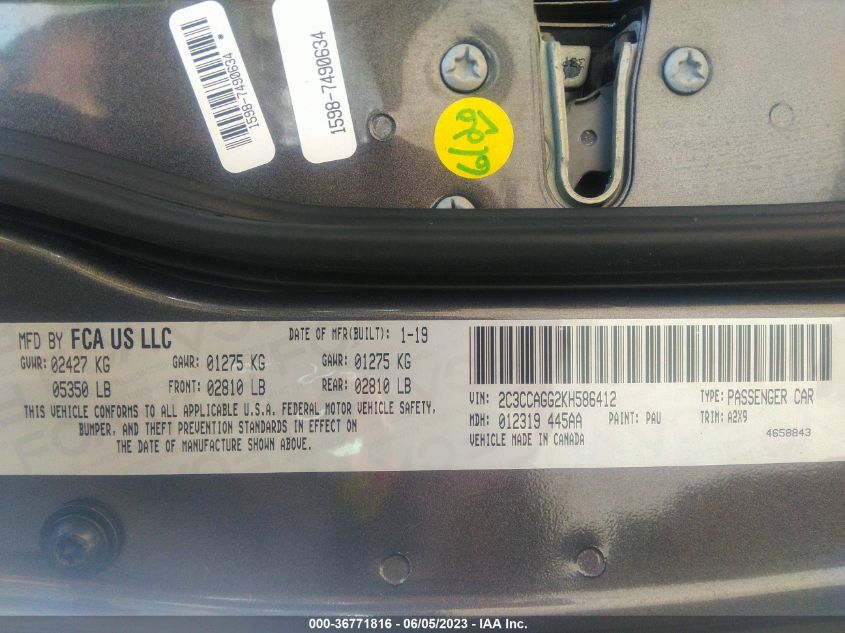 1598-7490634 *
1598-7490634
MFD BY FCA US LLC DATE OF MFR(BUILT): 1-19
GVWR: 02427 KG GAWR: 01275 KG GAWR: 01275 KG
05350 LB FRONT: 02810 LB REAR: 02810 LB
THIS VEHICLE CONFORMS TO ALL APPLICABLE U.S.A. FEDERAL MOTOR VEHICLE SAFETY,
BUMPER, AND THEFT PREVENTION STANDARDS IN EFFECT ON
THE DATE OF MANUFACTURE SHOWN ABOVE.
VIN: 2C3CCAGG2KH586412 TYPE: PASSENGER CAR
MDH: 012319 445AA PAINT: PAU TRIM: A2X9
VEHICLE MADE IN CANADA 4658843
000-36771816 - 06/05/2023 - IAA Inc.